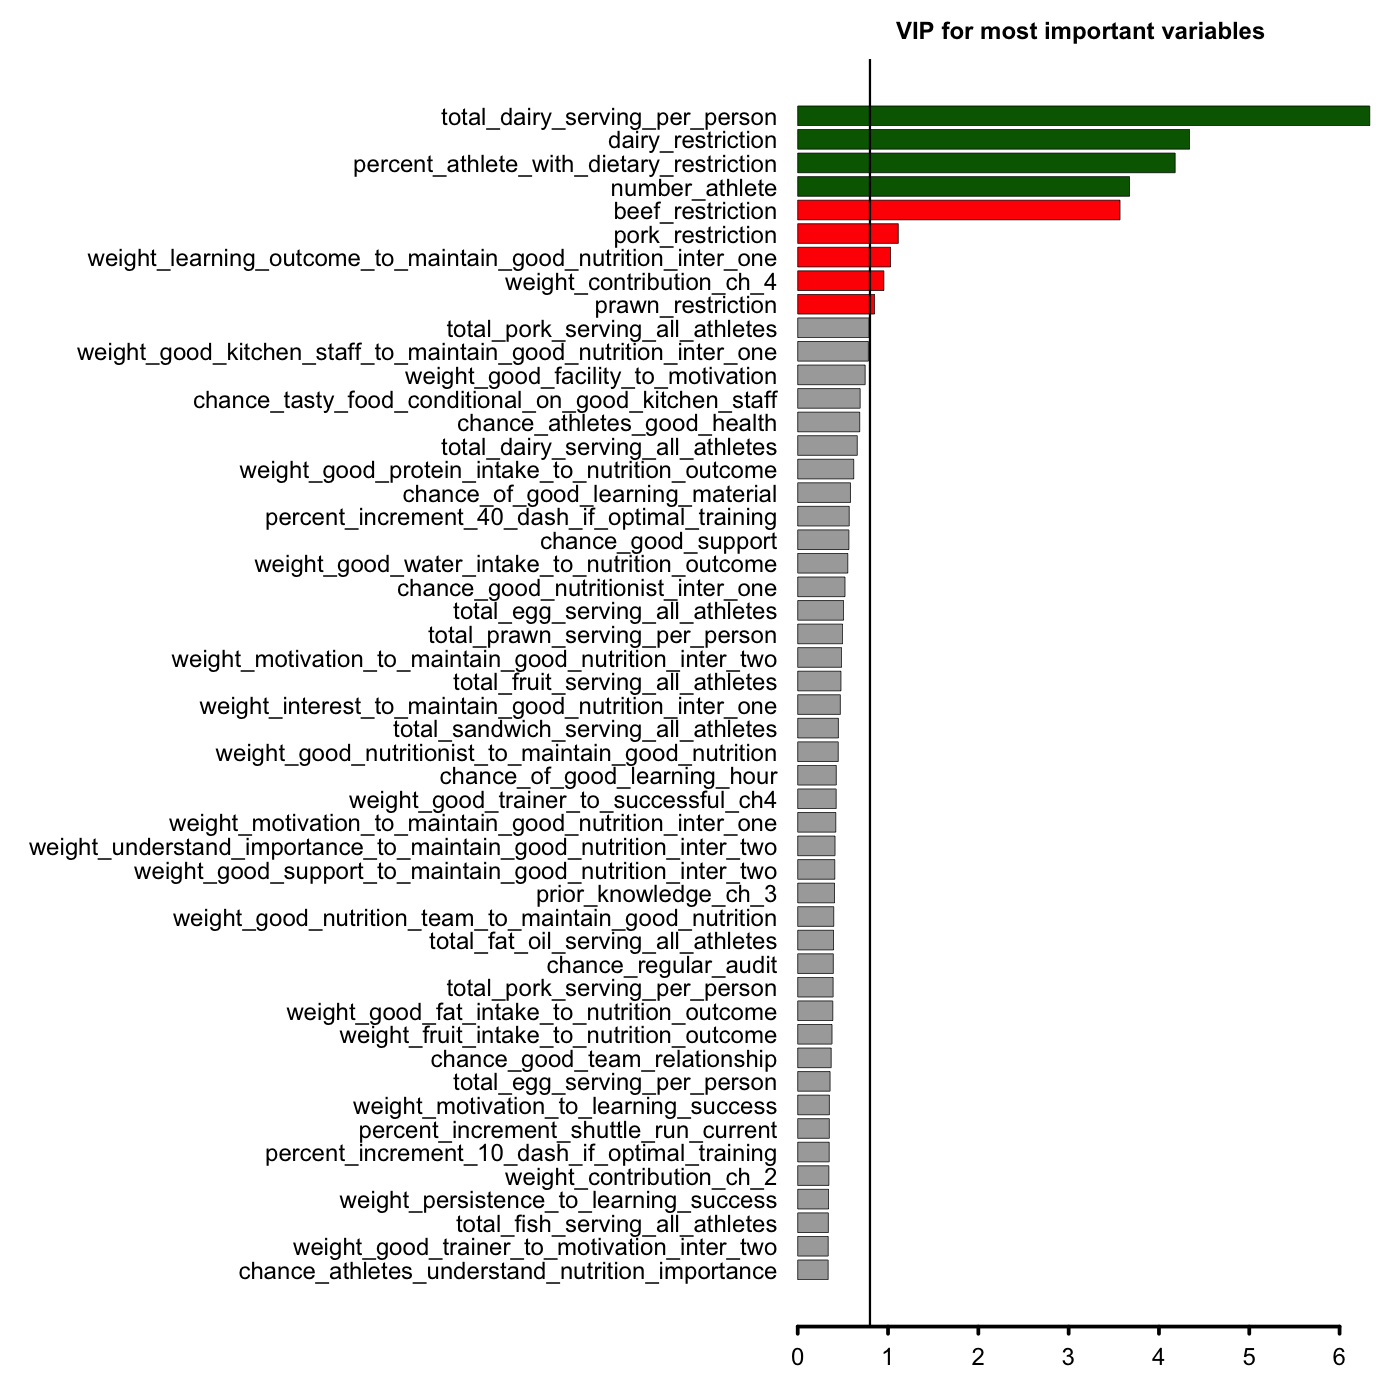 VIP for most important variables
total_dairy_serving_per_person
dairy_restriction
percent_athlete_with_dietary_restriction
number_athlete
beef_restriction
pork_restriction
weight_learning_outcome_to_maintain_good_nutrition_inter_one
weight_contribution_ch_4
prawn_restriction
total_pork_serving_all_athletes
weight_good_kitchen_staff_to_maintain_good_nutrition_inter_one
weight_good_facility_to_motivation
chance_tasty_food_conditional_on_good_kitchen_staff
chance_athletes_good_health
total_dairy_serving_all_athletes
weight_good_protein_intake_to_nutrition_outcome
chance_of_good_learning_material
percent_increment_40_dash_if_optimal_training
chance_good_support
weight_good_water_intake_to_nutrition_outcome
chance_good_nutritionist_inter_one
total_egg_serving_all_athletes
total_prawn_serving_per_person
weight_motivation_to_maintain_good_nutrition_inter_two
total_fruit_serving_all_athletes
weight_interest_to_maintain_good_nutrition_inter_one
total_sandwich_serving_all_athletes
weight_good_nutritionist_to_maintain_good_nutrition
chance_of_good_learning_hour
weight_good_trainer_to_successful_ch4
weight_motivation_to_maintain_good_nutrition_inter_one
weight_understand_importance_to_maintain_good_nutrition_inter_two
weight_good_support_to_maintain_good_nutrition_inter_two
prior_knowledge_ch_3
weight_good_nutrition_team_to_maintain_good_nutrition
total_fat_oil_serving_all_athletes
chance_regular_audit
total_pork_serving_per_person
weight_good_fat_intake_to_nutrition_outcome
weight_fruit_intake_to_nutrition_outcome
chance_good_team_relationship
total_egg_serving_per_person
weight_motivation_to_learning_success
percent_increment_shuttle_run_current
percent_increment_10_dash_if_optimal_training
weight_contribution_ch_2
weight_persistence_to_learning_success
total_fish_serving_all_athletes
weight_good_trainer_to_motivation_inter_two
chance_athletes_understand_nutrition_importance
0 1 2 3 4 5 6